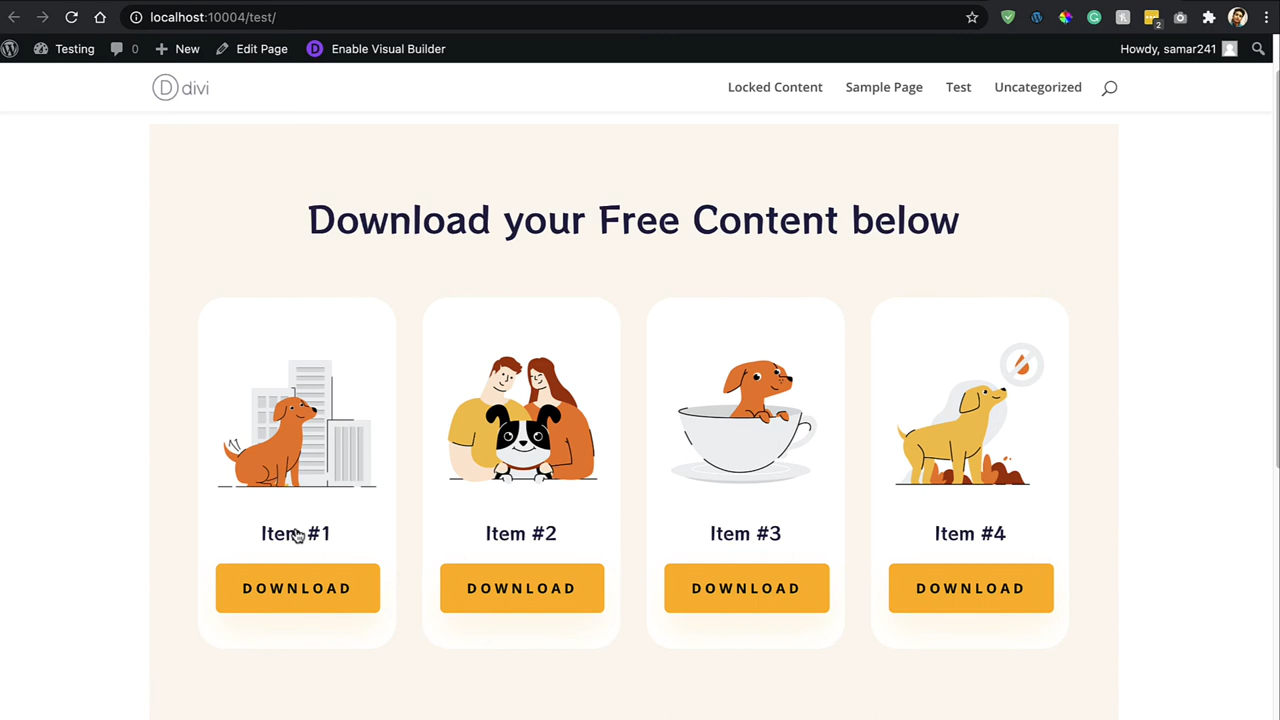 localhost:10004/test/
2
Testing 0 New Edit Page Enable Visual Builder Howdy, samar241
D divi Locked Content Sample Page Test Uncategorized
Download your Free Content below
Item #1 Item #2 Item #3 Item #4
DOWNLOAD DOWNLOAD DOWNLOAD DOWNLOAD